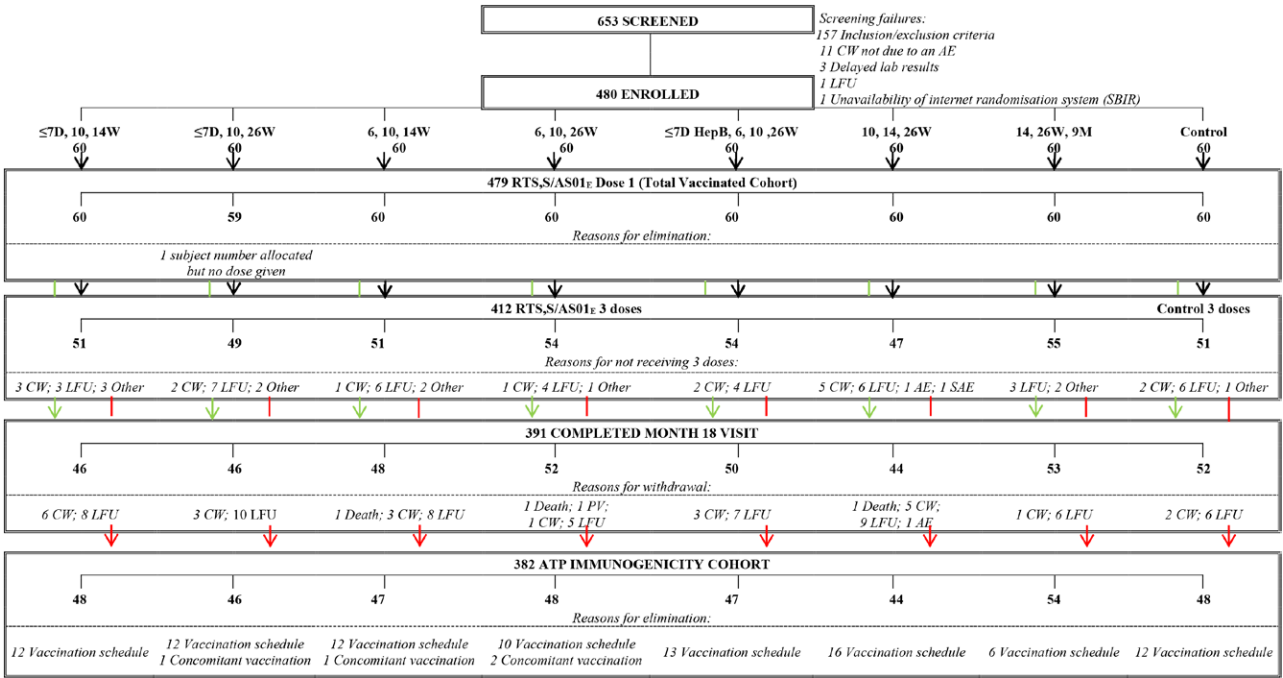 653 SCREENED
Screening failures:
157 Inclusion/exclusion criteria
11 CW not due to an AE
3 Delayed lab results
1 LFU
1 Unavailability of internet randomisation system (SBIR)
480 ENROLLED
≤7D, 10, 14W ≤7D, 10, 26W 6, 10, 14W 6, 10, 26W ≤7D HepB, 6, 10 ,26W 10, 14, 26W 14, 26W, 9M Control
60 60 60 60 60 60 60 60
479 RTS,S/AS01E Dose 1 (Total Vaccinated Cohort)
60 59 60 60 60 60 60 60
Reasons for elimination:
1 subject number allocated
but no dose given
412 RTS,S/AS01E 3 doses Control 3 doses
51 49 51 54 54 47 55 51
Reasons for not receiving 3 doses:
3 CW; 3 LFU; 3 Other 2 CW; 7 LFU; 2 Other 1 CW; 6 LFU; 2 Other 1 CW; 4 LFU; 1 Other 2 CW; 4 LFU 5 CW; 6 LFU; 1 AE; 1 SAE 3 LFU; 2 Other 2 CW; 6 LFU; 1 Other
391 COMPLETED MONTH 18 VISIT
46 46 48 52 50 44 53 52
Reasons for withdrawal:
6 CW; 8 LFU 3 CW; 10 LFU 1 Death; 3 CW; 8 LFU 1 Death; 1 PV; 3 CW; 7 LFU 1 Death; 5 CW; 1 CW; 6 LFU 2 CW; 6 LFU
1 CW; 5 LFU 9 LFU; 1 AE
382 ATP IMMUNOGENICITY COHORT
48 46 47 48 47 44 54 48
Reasons for elimination:
12 Vaccination schedule 12 Vaccination schedule 12 Vaccination schedule 10 Vaccination schedule 13 Vaccination schedule 16 Vaccination schedule 6 Vaccination schedule 12 Vaccination schedule
1 Concomitant vaccination 1 Concomitant vaccination 2 Concomitant vaccination